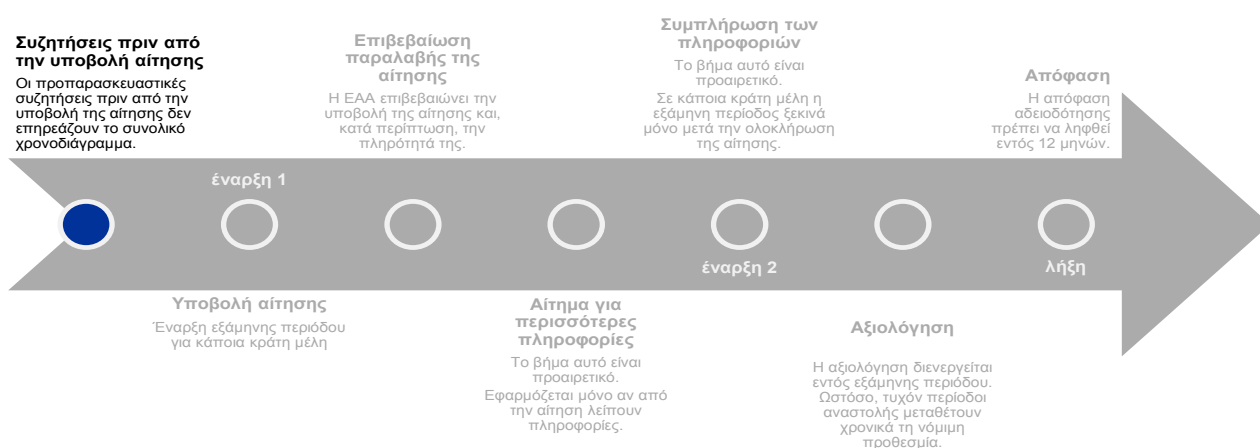 Συζητήσεις πριν από
την υποβολή αίτησης
Οι προπαρασκευαστικές
συζητήσεις πριν από την
υποβολή της αίτησης δεν
επηρεάζουν το συνολικό
χρονοδιάγραμμα.
έναρξη 1
Υποβολή αίτησης
Έναρξη εξάμηνης περιόδου
για κάποια κράτη μέλη
Επιβεβαίωση
παραλαβής της
αίτησης
Η ΕΑΑ επιβεβαιώνει την
υποβολή της αίτησης και,
κατά περίπτωση, την
πληρότητά της.
Αίτημα για
περισσότερες
πληροφορίες
Το βήμα αυτό είναι
προαιρετικό.
Εφαρμόζεται μόνο αν από
την αίτηση λείπουν
πληροφορίες.
Συμπλήρωση των
πληροφοριών
Το βήμα αυτό είναι
προαιρετικό.
Σε κάποια κράτη μέλη η
εξάμηνη περίοδος ξεκινά
μόνο μετά την ολοκλήρωση
της αίτησης.
έναρξη 2
Αξιολόγηση
Η αξιολόγηση διενεργείται
εντός εξάμηνης περιόδου.
Ωστόσο, τυχόν περίοδοι
αναστολής μεταθέτουν
χρονικά τη νόμιμη
προθεσμία.
Απόφαση
Η απόφαση
αδειοδότησης
πρέπει να ληφθεί
εντός 12 μηνών.
λήξη